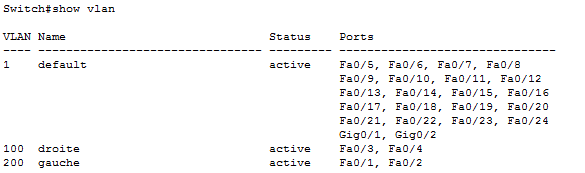 Switch#show vlan
VLAN Name                             Status    Ports
---- -------------------------------- --------- -------------------------------
1    default                          active    Fa0/5, Fa0/6, Fa0/7, Fa0/8
                                                Fa0/9, Fa0/10, Fa0/11, Fa0/12
                                                Fa0/13, Fa0/14, Fa0/15, Fa0/16
                                                Fa0/17, Fa0/18, Fa0/19, Fa0/20
                                                Fa0/21, Fa0/22, Fa0/23, Fa0/24
                                                Gig0/1, Gig0/2
100  droite                           active    Fa0/3, Fa0/4
200  gauche                           active    Fa0/1, Fa0/2